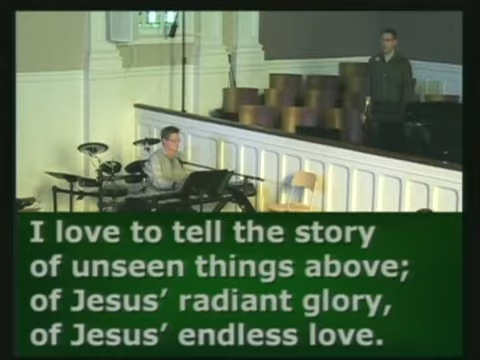 I love to tell the story
of unseen things above;
of Jesus' radiant glory,
of Jesus' endless love.